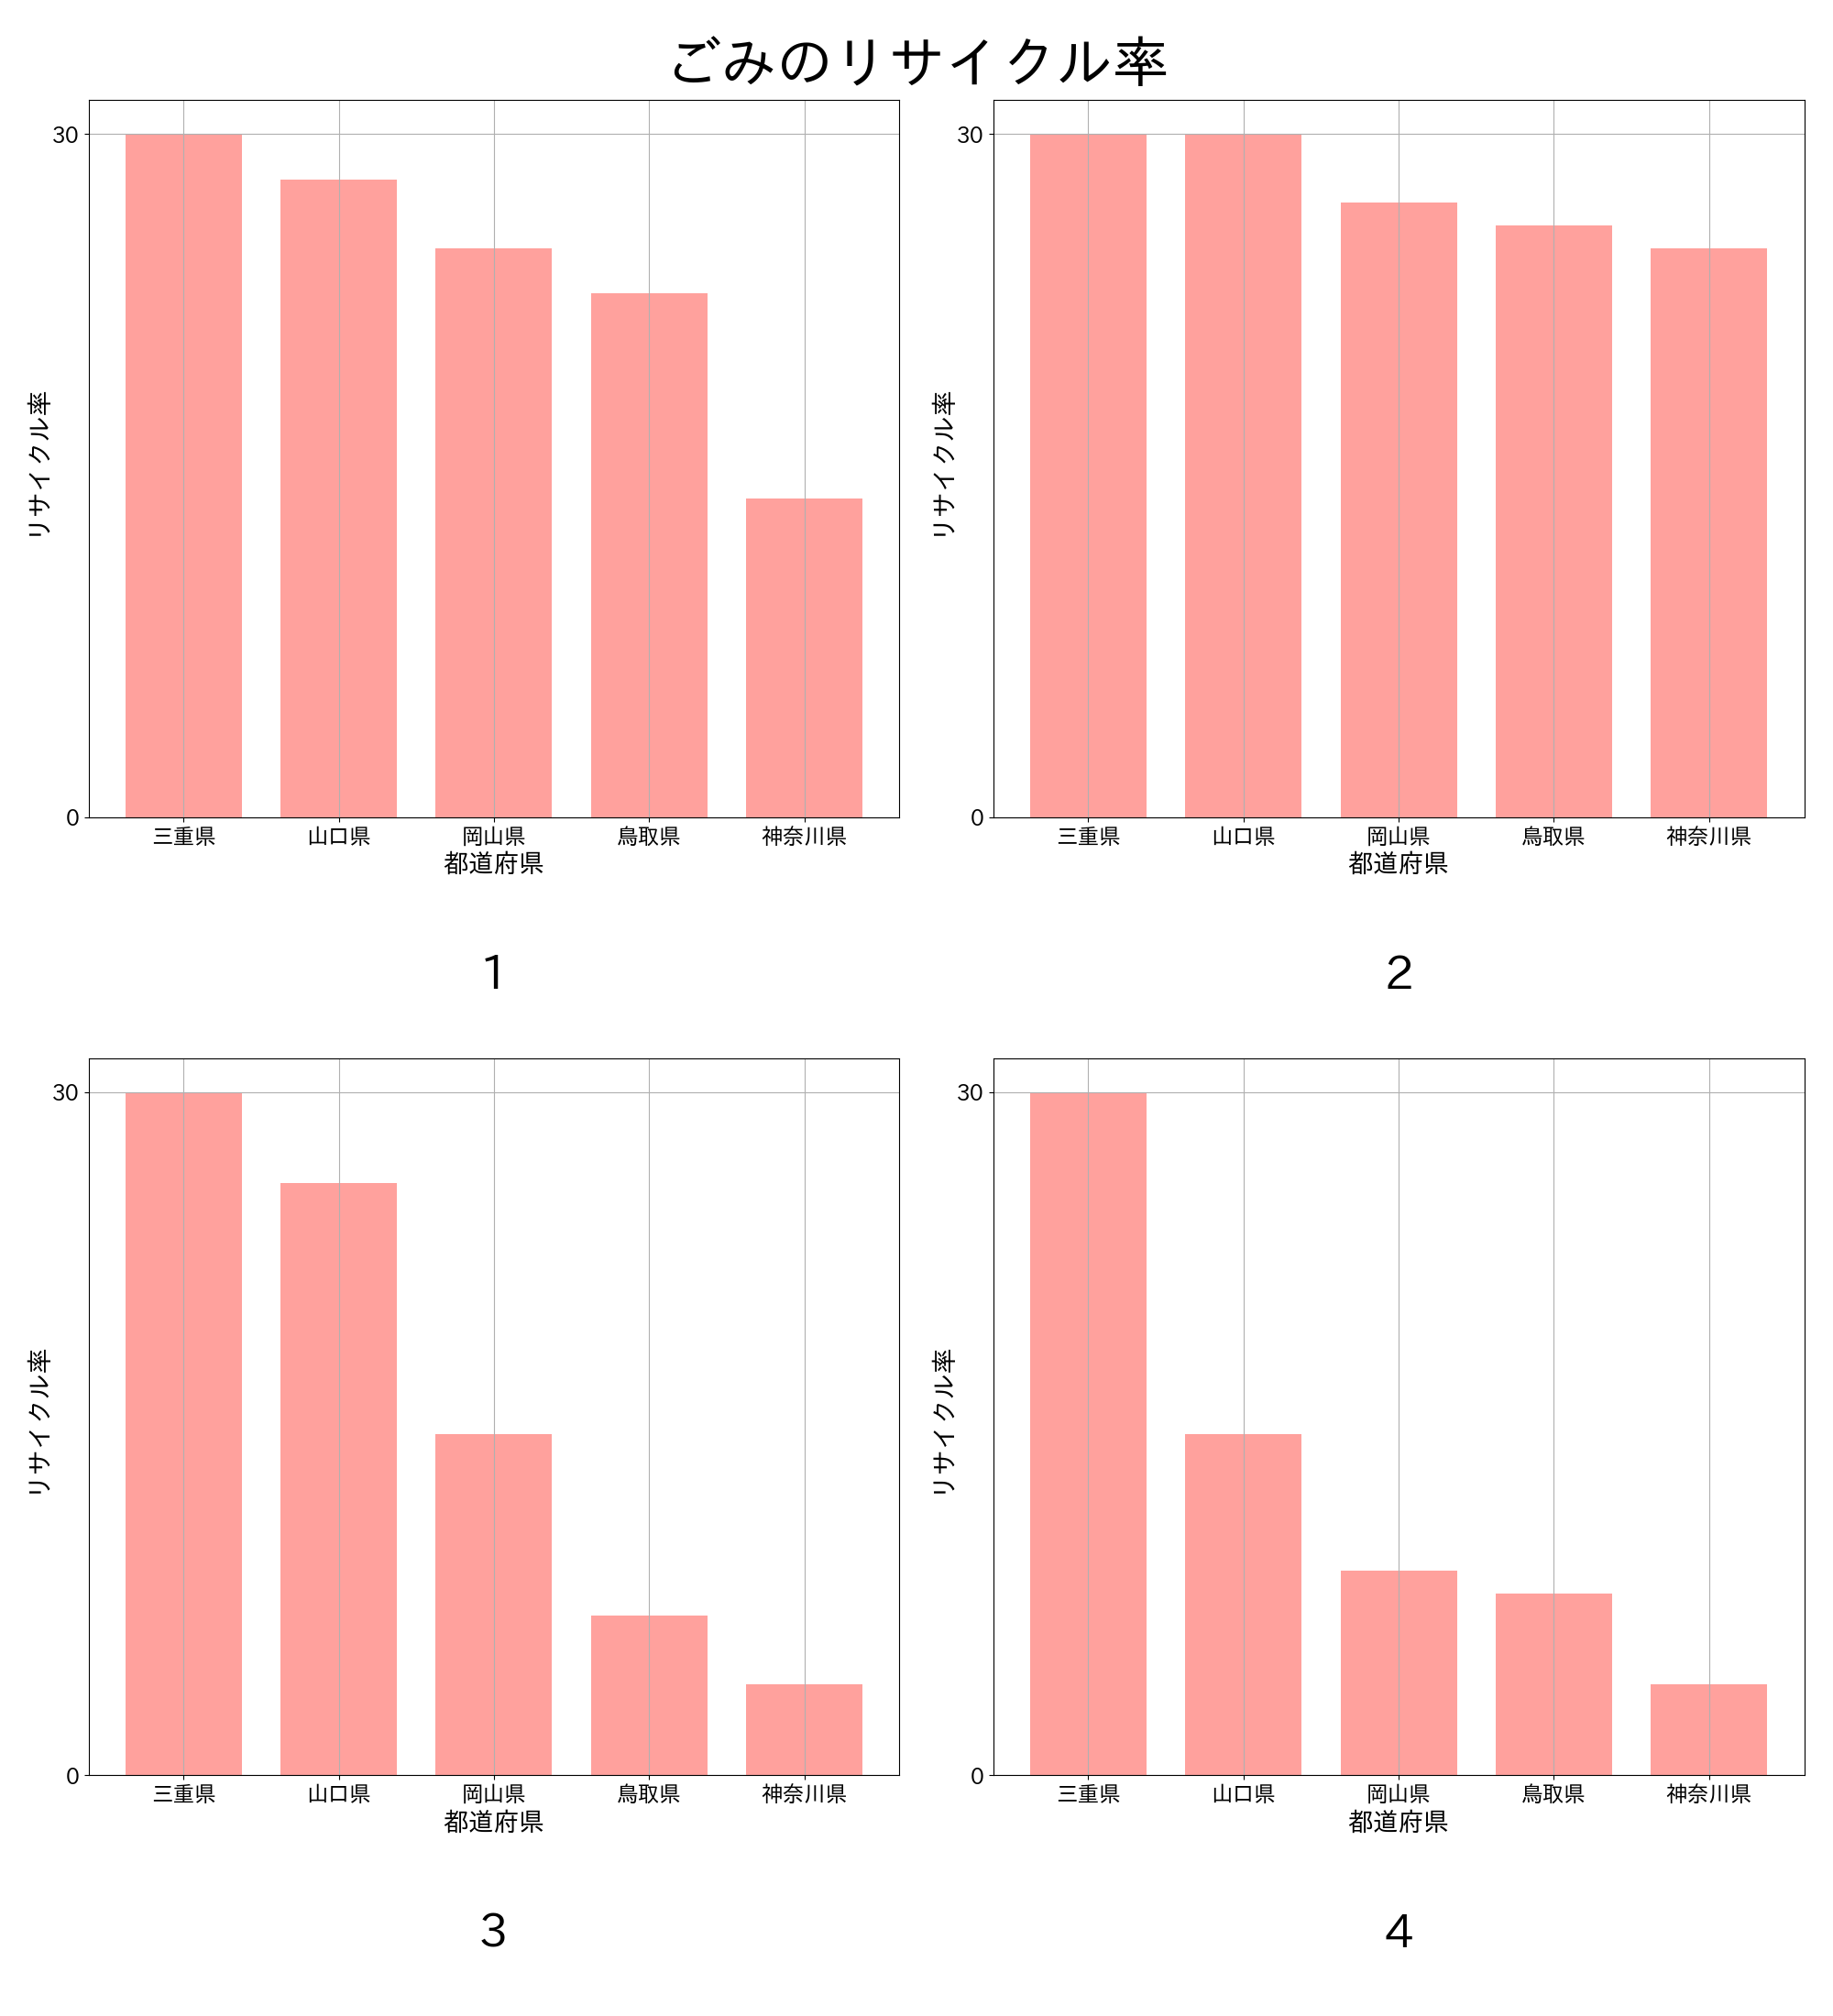 ごみのリサイクル率
30
0
リサイクル率
三重県 山口県 岡山県 鳥取県 神奈川県
都道府県
1
30
0
リサイクル率
三重県 山口県 岡山県 鳥取県 神奈川県
都道府県
2
30
0
リサイクル率
三重県 山口県 岡山県 鳥取県 神奈川県
都道府県
3
30
0
リサイクル率
三重県 山口県 岡山県 鳥取県 神奈川県
都道府県
4